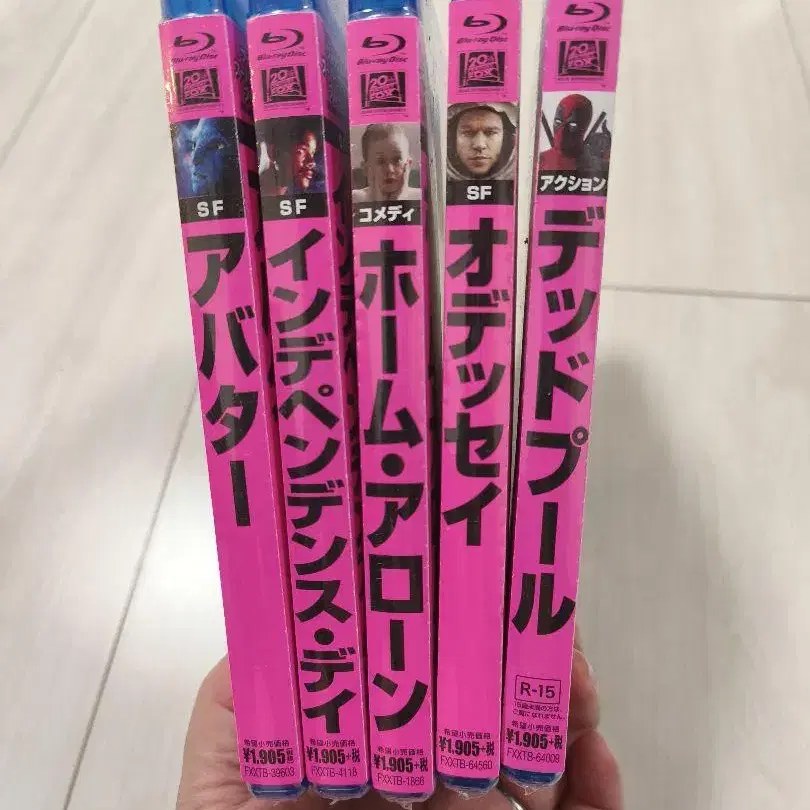 Blu-ray Disc
20th CENTURY FOX
SF
アバター
希望小売価格
¥1,905+税
FXXTB-39603
Blu-ray Disc
20th CENTURY FOX
SF
インデペンデンス・デイ
希望小売価格
¥1,905+税
FXXTB-4118
Blu-ray Disc
20th CENTURY FOX
コメディ
ホーム・アローン
希望小売価格
¥1,905+税
FXXTB-1866
Blu-ray Disc
20th CENTURY FOX
SF
オデッセイ
希望小売価格
¥1,905+税
FXXTB-64560
Blu-ray Disc
20th CENTURY FOX
アクション
デッドプール
R-15
希望小売価格
¥1,905+税
FXXTB-64008